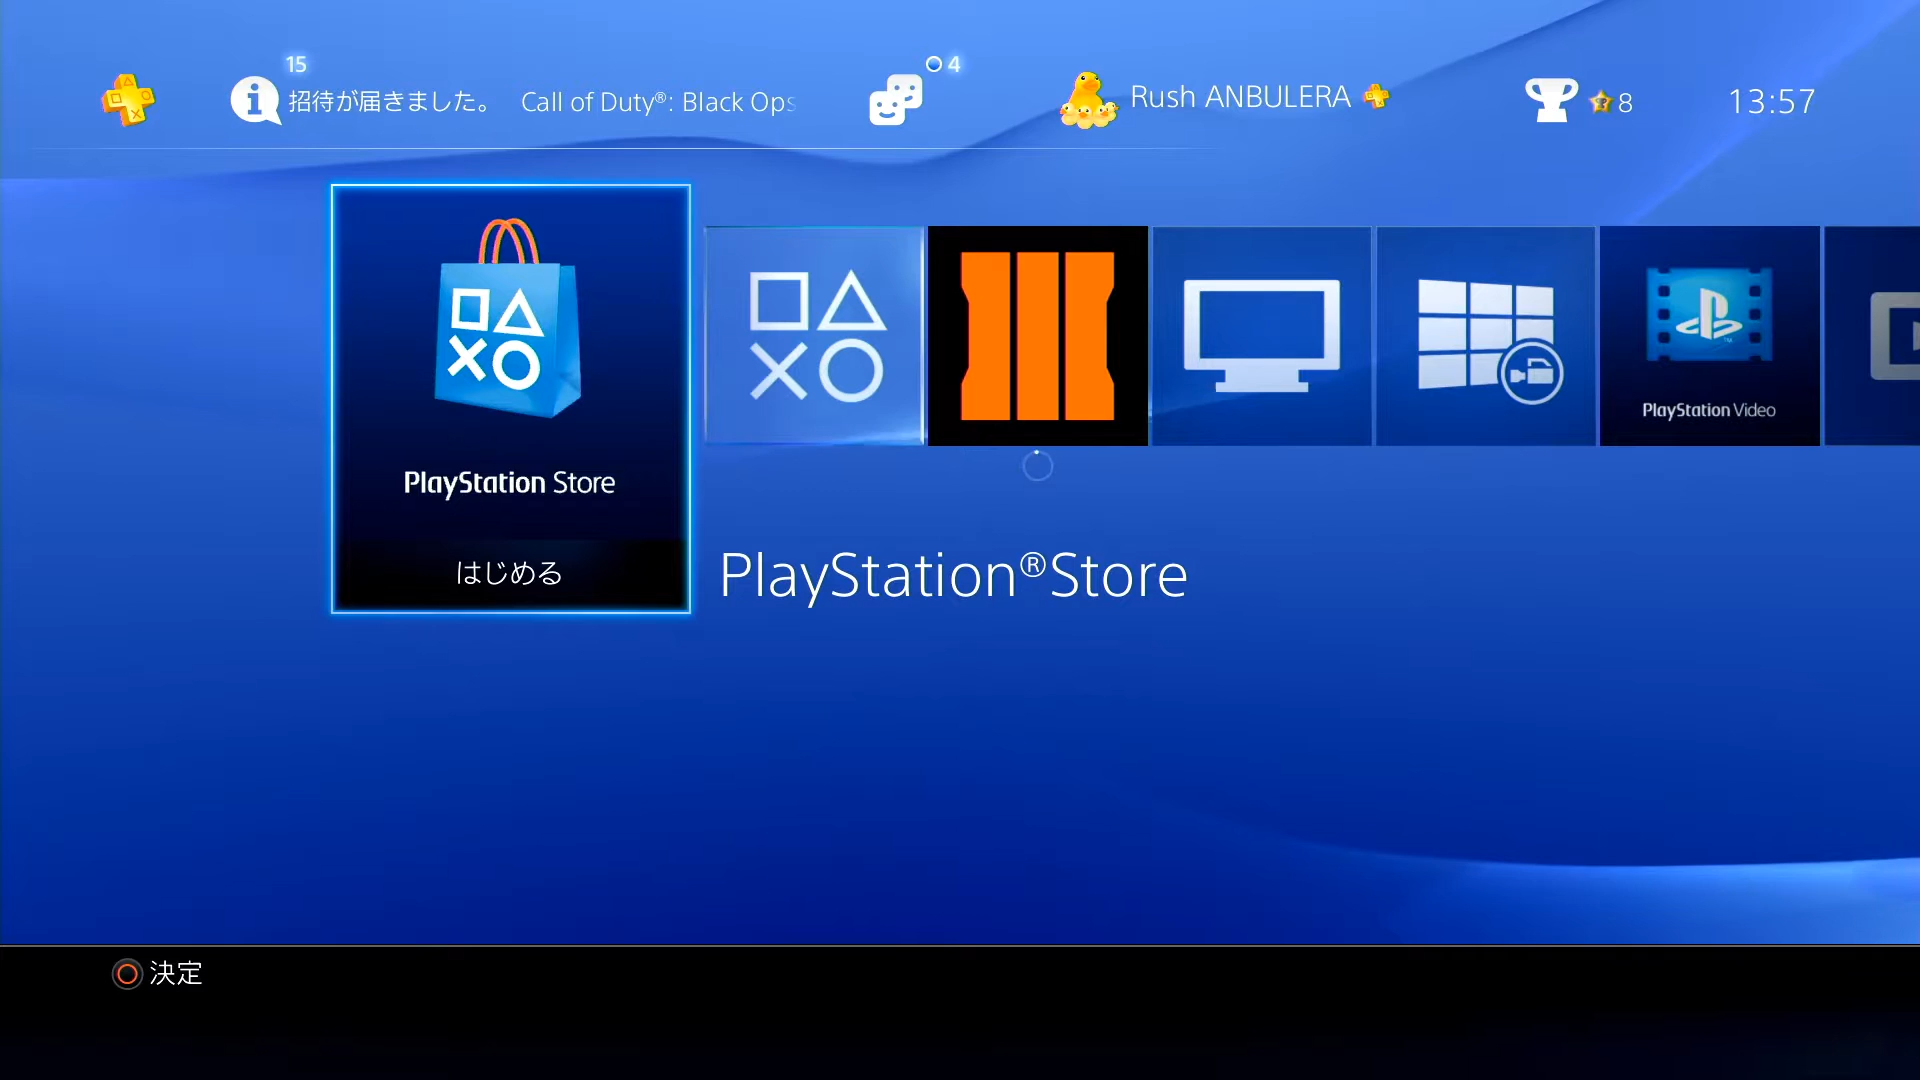 15
招待が届きました。 Call of Duty®: Black Ops
4
Rush ANBULERA
8
13:57
PlayStation Store
はじめる
PlayStation®Store
PlayStation Video
決定